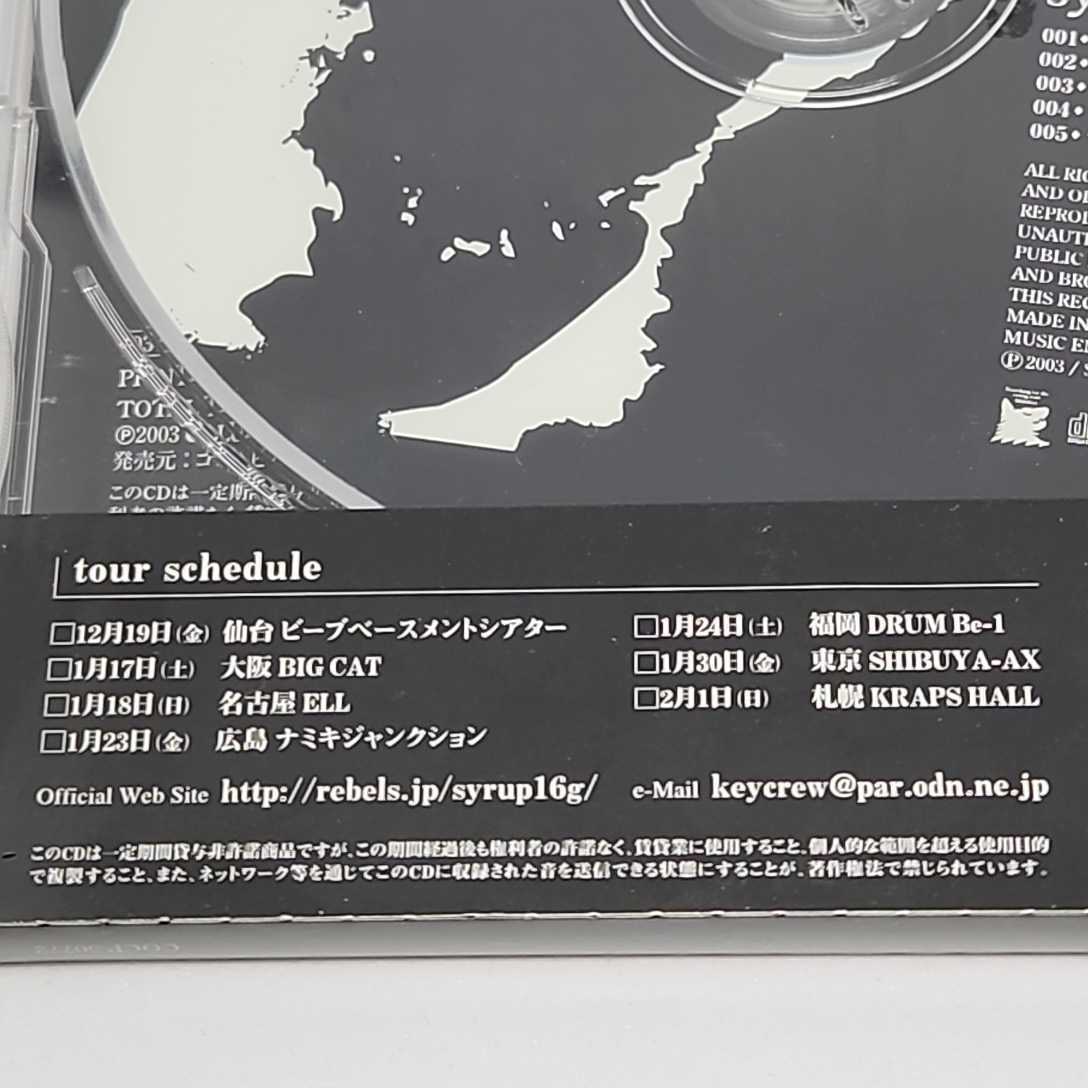 001•
002•
003•
004•
005•
ALL
AND
PUBLIC
AND
THIS
MADE IN
MUSIC
Ⓟ2003 / S
Ⓟ2003
発売元：コ
このCDは一定期
tour schedule
□12月19日(金) 仙台 ビーブベースメントシアター
□1月17日(土) 大阪 BIG CAT
□1月18日(日) 名古屋 ELL
□1月23日(金) 広島 ナミキジャンクション
□1月24日(土) 福岡 DRUM Be-1
□1月30日(金) 東京 SHIBUYA-AX
□2月1日(日) 札幌 KRAPS HALL
Official Web Site http://rebels.jp/syrup16g/ e-Mail keycrew@par.odn.ne.jp
このCDは一定期間貸与非許諾商品ですが、この期間経過後も権利者の許諾なく、賃貸業に使用すること、個人的な範囲を超える使用目的
で複製すること、また、ネットワーク等を通じてこのCDに収録された音を送信できる状態にすることが、著作権法で禁じられています。